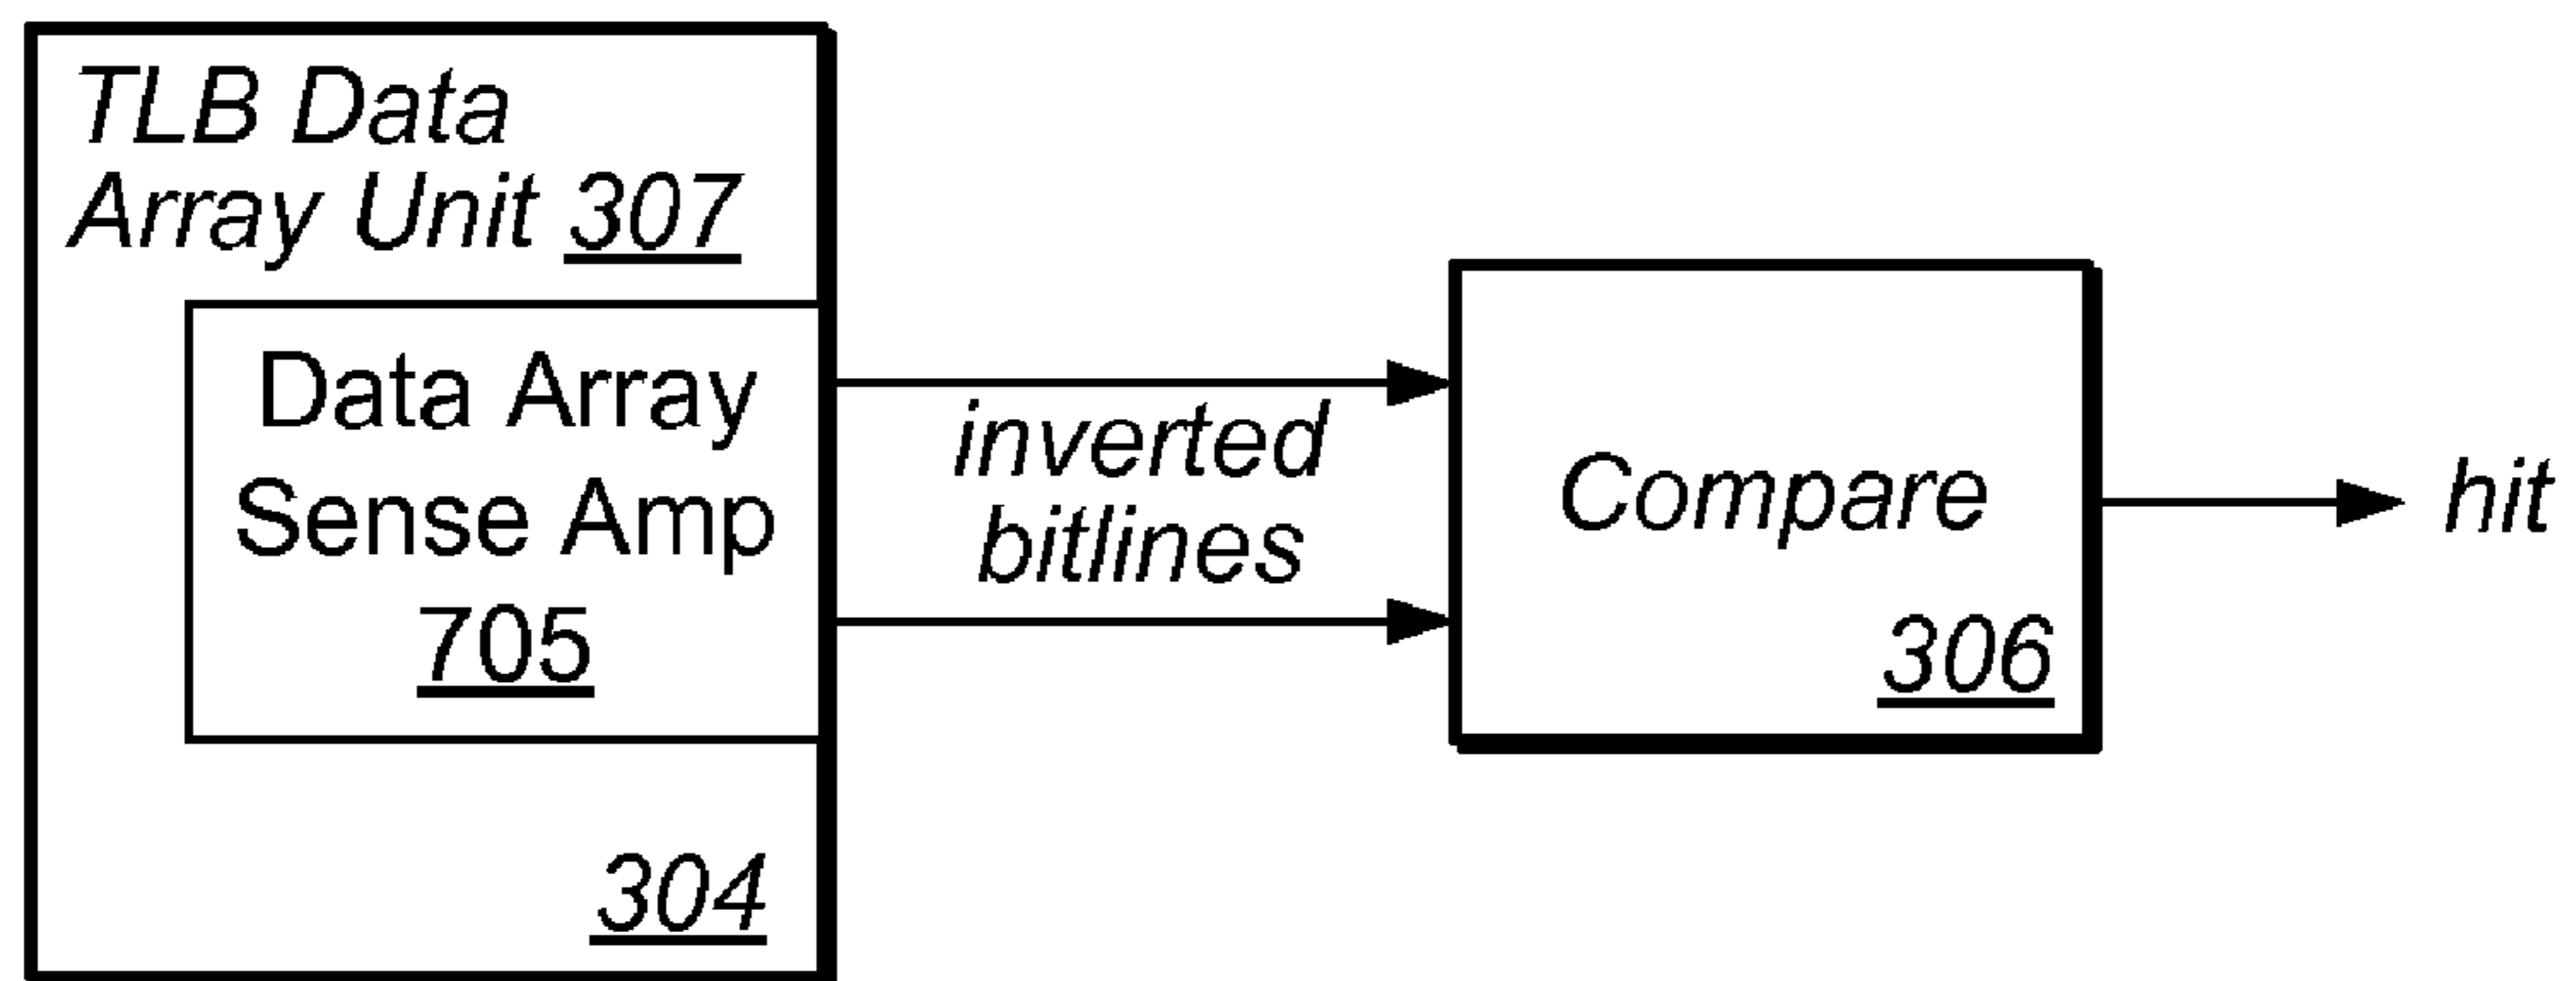 TLB Data
Array Unit 307
Data Array
Sense Amp
705
304
inverted
bitlines
Compare
306
hit